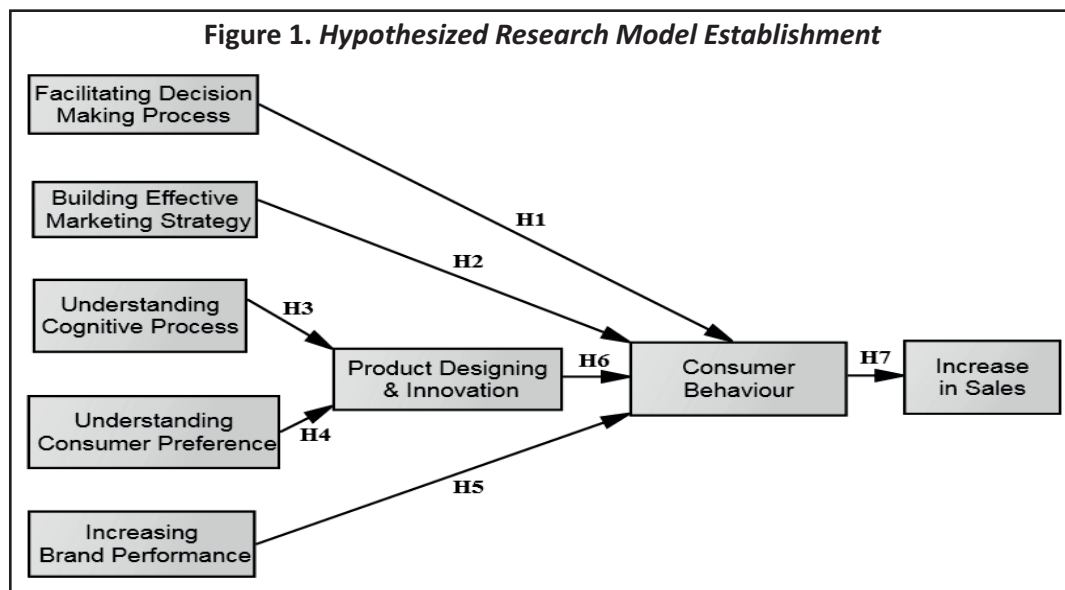 Figure 1. Hypothesized Research Model Establishment
Facilitating Decision
Making Process
Building Effective
Marketing Strategy
H1
H2
Understanding
Cognitive Process
H3
Product Designing
& Innovation
H6
Consumer
Behaviour
H7
Increase
in Sales
Understanding
Consumer Preference
H4
H5
Increasing
Brand Performance